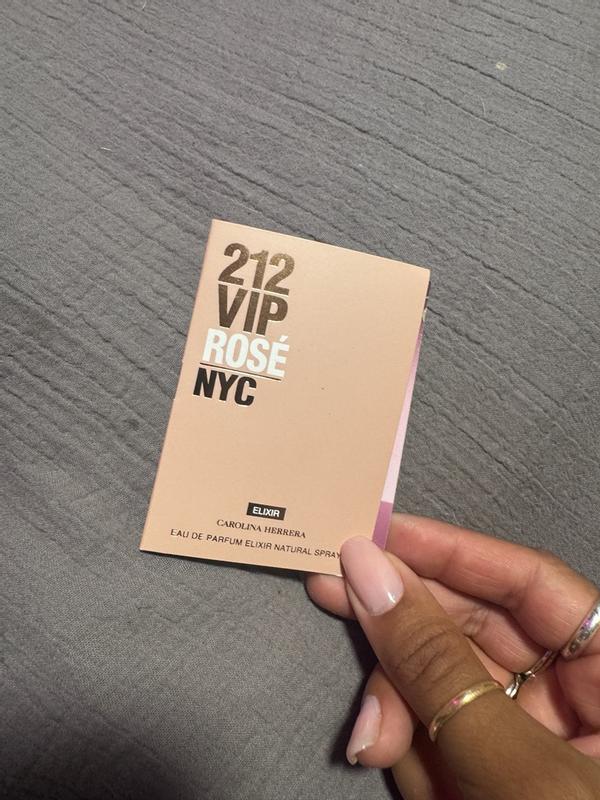 212
VIP
ROSÉ
NYC
ELIXIR
CAROLINA HERRERA
EAU DE PARFUM ELIXIR NATURAL SPRAY